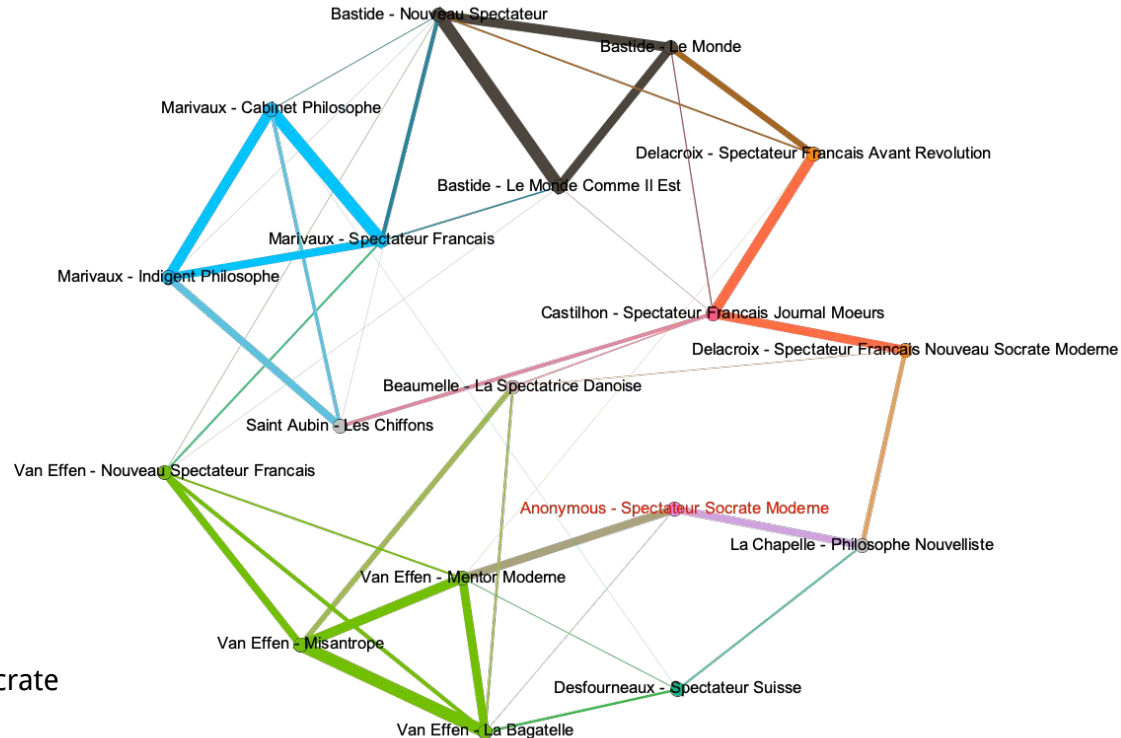 Bastide - Nouveau Spectateur
Bastide - Le Monde
Marivaux - Cabinet Philosophe
Delacroix - Spectateur Francais Avant Revolution
Bastide - Le Monde Comme Il Est
Marivaux - Spectateur Francais
Marivaux - Indigent Philosophe
Castilhon - Spectateur Francais Journal Moeurs
Delacroix - Spectateur Francais Nouveau Socrate Moderne
Beaumelle - La Spectatrice Danoise
Saint Aubin - Les Chiffons
Van Effen - Nouveau Spectateur Francais
Anonymous - Spectateur Socrate Moderne
La Chapelle - Philosophe Nouvelliste
Van Effen - Mentor Moderne
Van Effen - Misantrope
crate
Desfourneaux - Spectateur Suisse
Van Effen - La Bagatelle